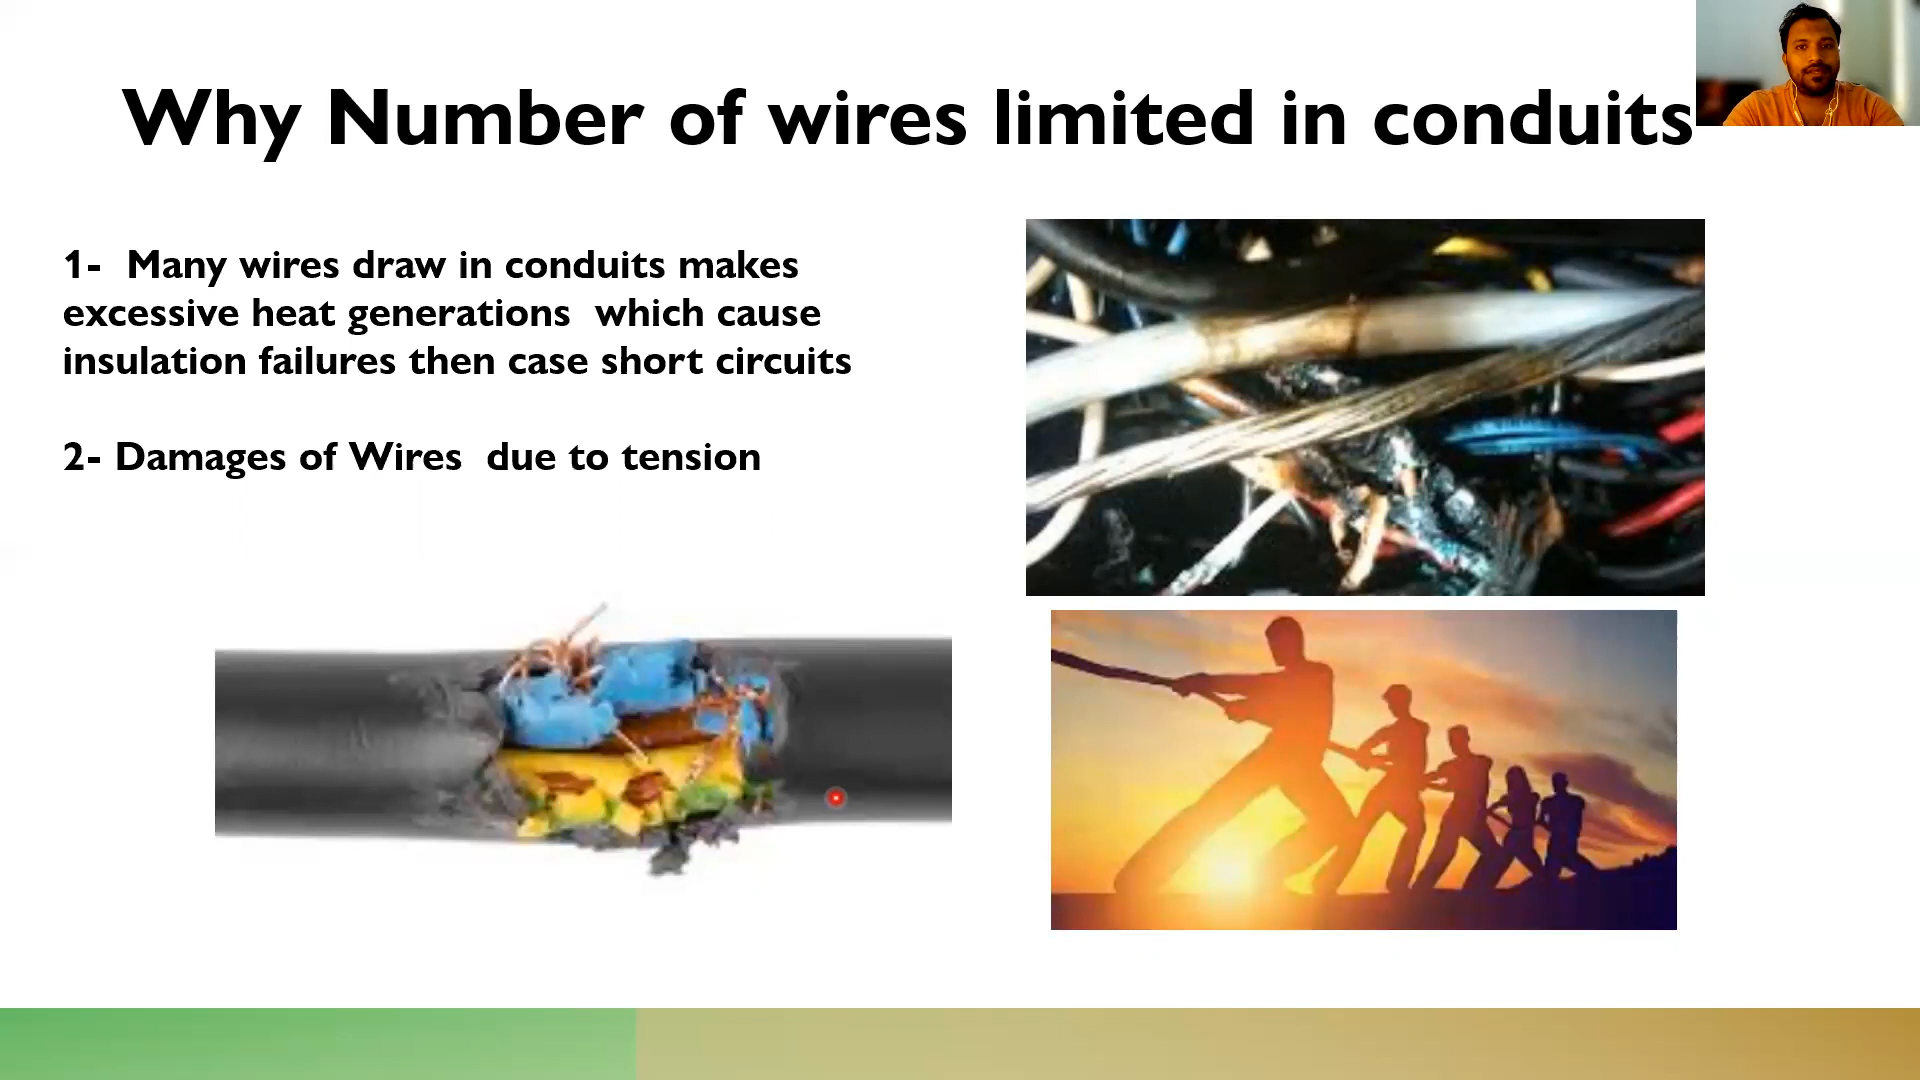 Why Number of wires limited in conduits
1- Many wires draw in conduits makes
excessive heat generations which cause
insulation failures then case short circuits
2- Damages of Wires due to tension